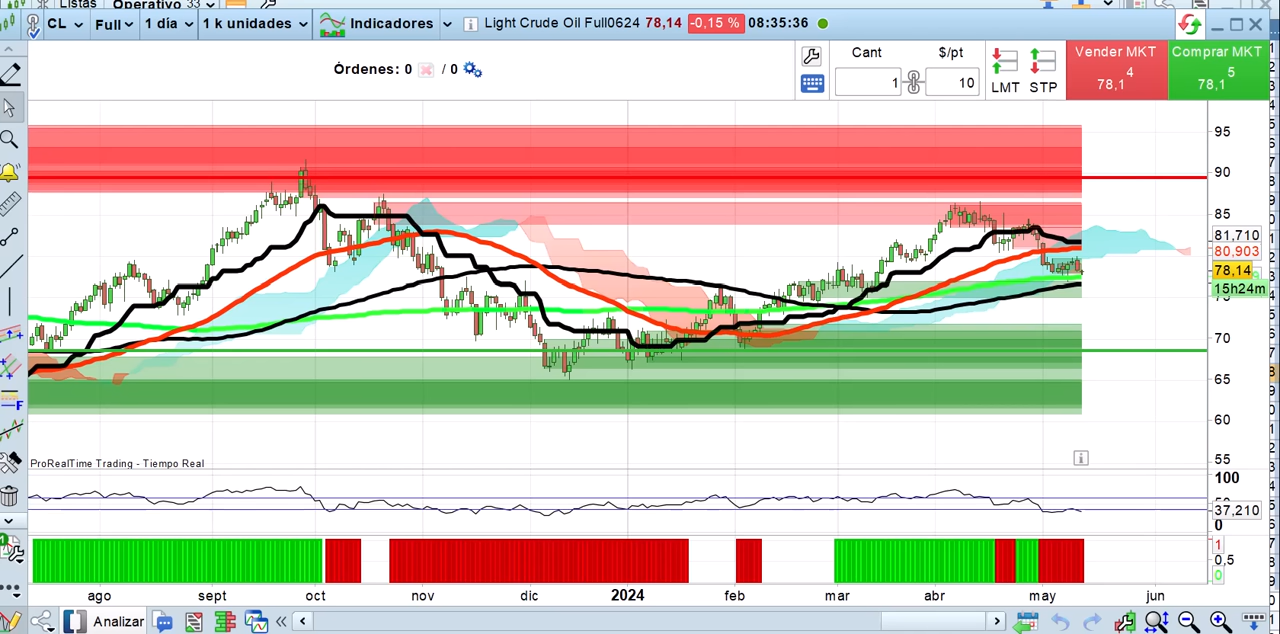 Listas Operativo 33
CL Full 1 día 1 k unidades Indicadores Light Crude Oil Full0624 78,14 -0,15 % 08:35:36
Órdenes: 0 / 0
Cant $/pt
1 10
LMT STP
Vender MKT Comprar MKT
78,1 4 78,1 5
95
90
85
81.710
80,903
78,14
15h24m
75
70
65
60
55
ProRealTime Trading - Tiempo Real
100
50
37,210
0
1
0,5
0
ago sept oct nov dic 2024 feb mar abr may jun
Analizar